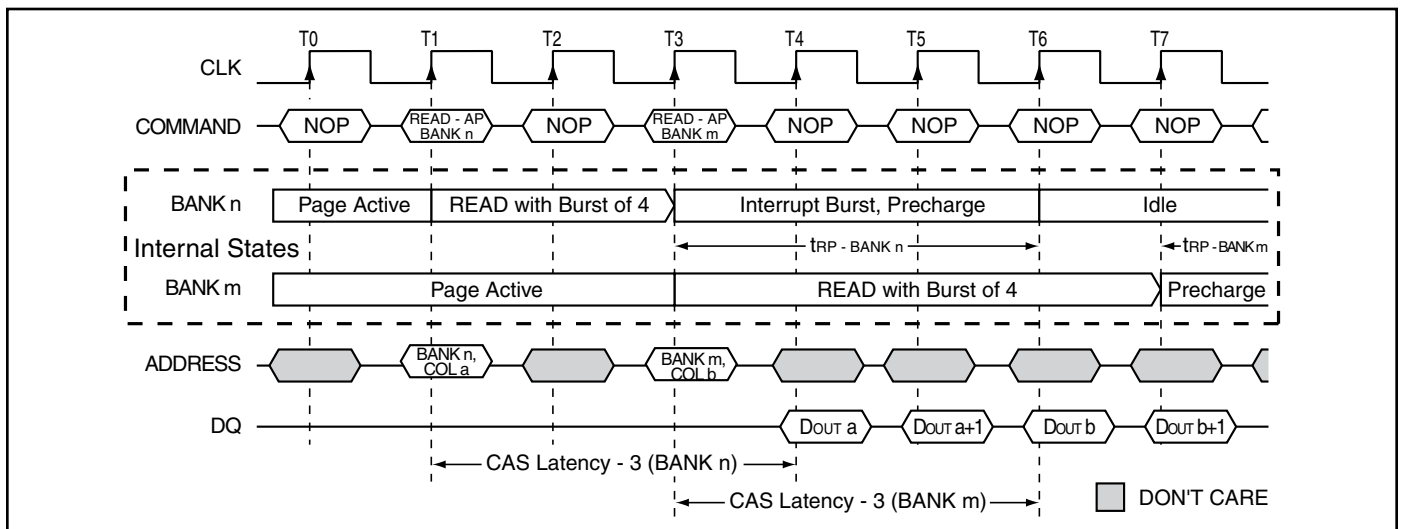 T0 T1 T2 T3 T4 T5 T6 T7
CLK
COMMAND NOP READ - AP BANK n NOP READ - AP BANK m NOP NOP NOP NOP
BANK n Page Active READ with Burst of 4 Interrupt Burst, Precharge Idle
Internal States tRP - BANK n tRP - BANK m
BANK m Page Active READ with Burst of 4 Precharge
ADDRESS BANK n, COL a BANK m, COL b
DQ DOUT a DOUT a+1 DOUT b DOUT b+1
CAS Latency - 3 (BANK n)
CAS Latency - 3 (BANK m) DON'T CARE